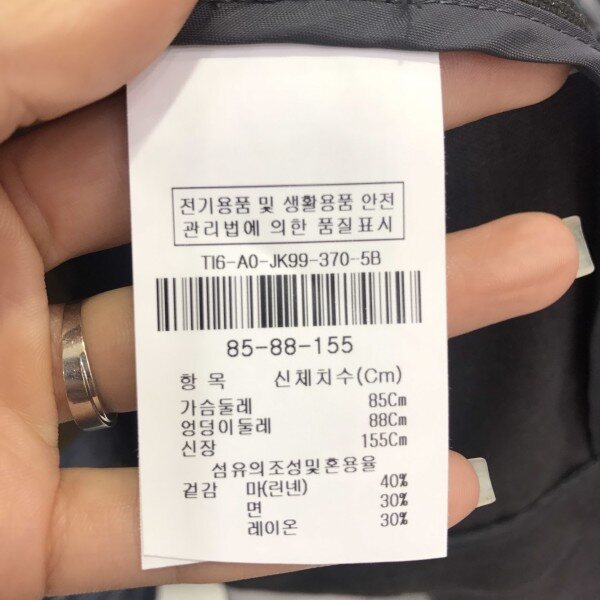 전기용품 및 생활용품 안전
관리법에 의한 품질표시
TI6-A0-JK99-370-5B
85-88-155
항 목 신체치수(Cm)
가슴둘레 85Cm
엉덩이둘레 88Cm
신장 155Cm
섬유의조성및혼용율
겉감 마(린넨) 40%
면 30%
레이온 30%